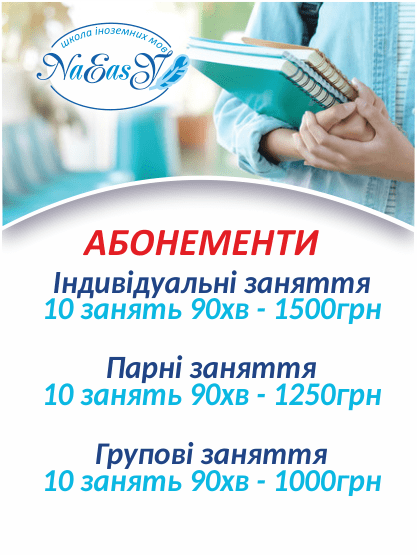 школа іноземних мов
NaEasy
АБОНЕМЕНТИ
Індивідуальні заняття
10 занять 90хв - 1500грн
Парні заняття
10 занять 90хв - 1250грн
Групові заняття
10 занять 90хв - 1000грн